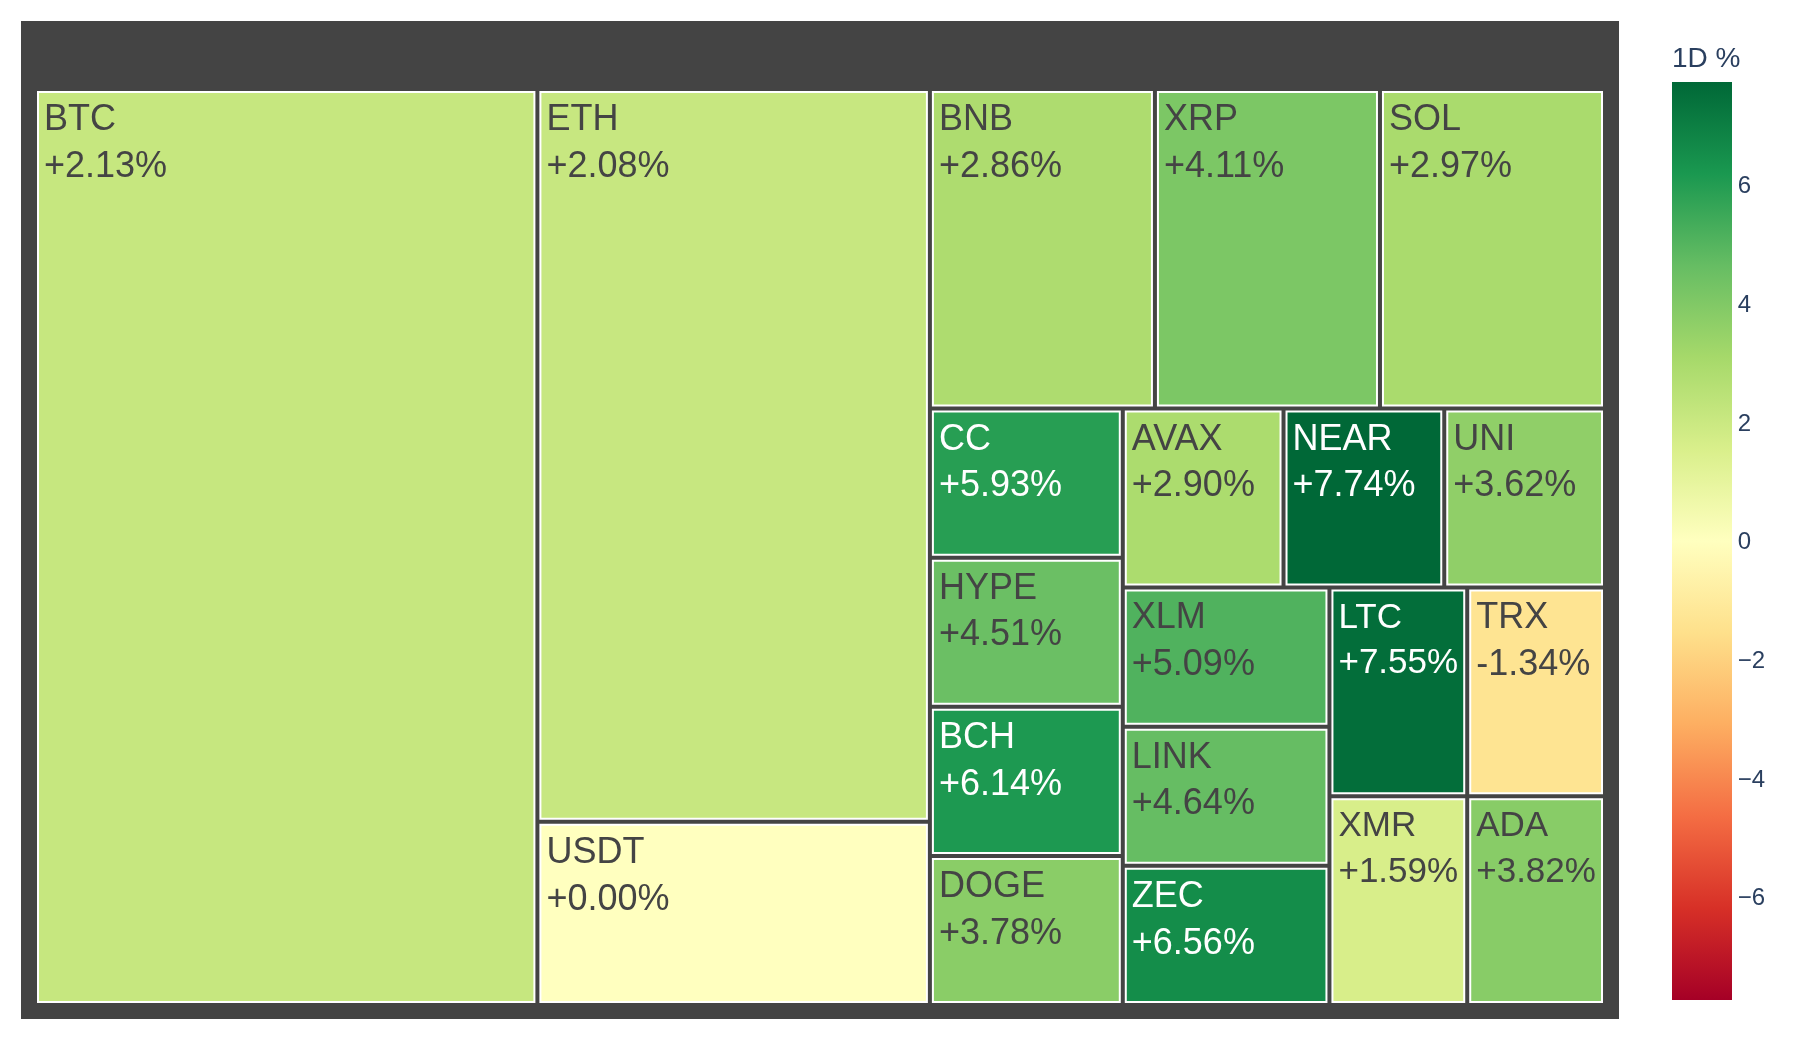 BTC
+2.13%
ETH
+2.08%
USDT
+0.00%
BNB
+2.86%
XRP
+4.11%
SOL
+2.97%
CC
+5.93%
HYPE
+4.51%
BCH
+6.14%
DOGE
+3.78%
AVAX
+2.90%
NEAR
+7.74%
UNI
+3.62%
XLM
+5.09%
LINK
+4.64%
ZEC
+6.56%
LTC
+7.55%
TRX
-1.34%
XMR
+1.59%
ADA
+3.82%
1D %
6
4
2
0
−2
−4
−6